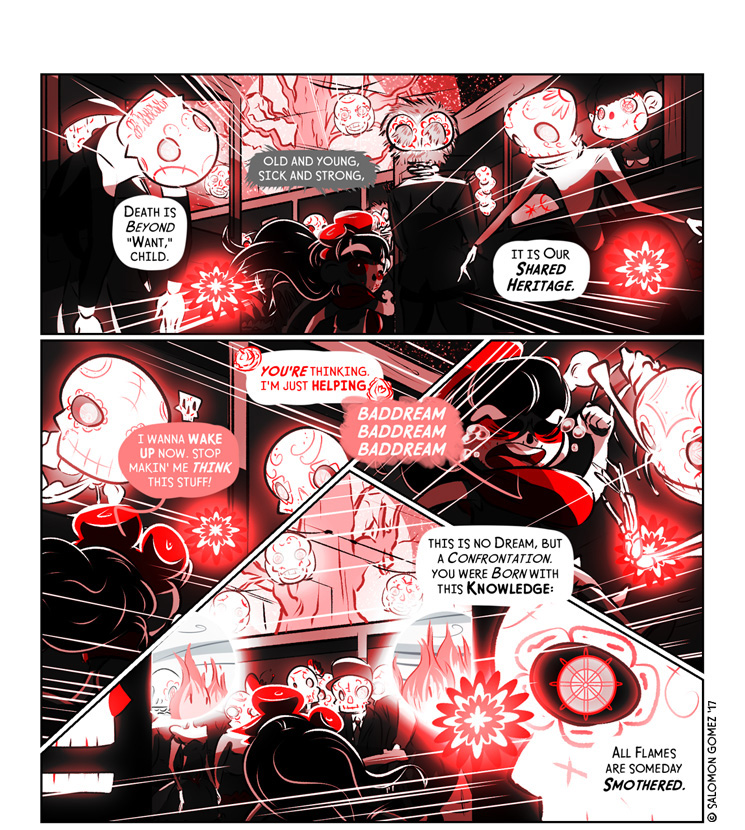 OLD AND YOUNG,
SICK AND STRONG,
DEATH IS
BEYOND
"WANT,"
CHILD.
IT IS OUR
SHARED
HERITAGE.
YOU'RE THINKING.
I'M JUST HELPING.
I WANNA WAKE
UP NOW. STOP
MAKIN' ME THINK
THIS STUFF!
BADDREAM
BADDREAM
BADDREAM
THIS IS NO DREAM, BUT
A CONFRONTATION.
YOU WERE BORN WITH
THIS KNOWLEDGE:
ALL FLAMES
ARE SOMEDAY
SMOTHERED.
© SALOMON GOMEZ '17